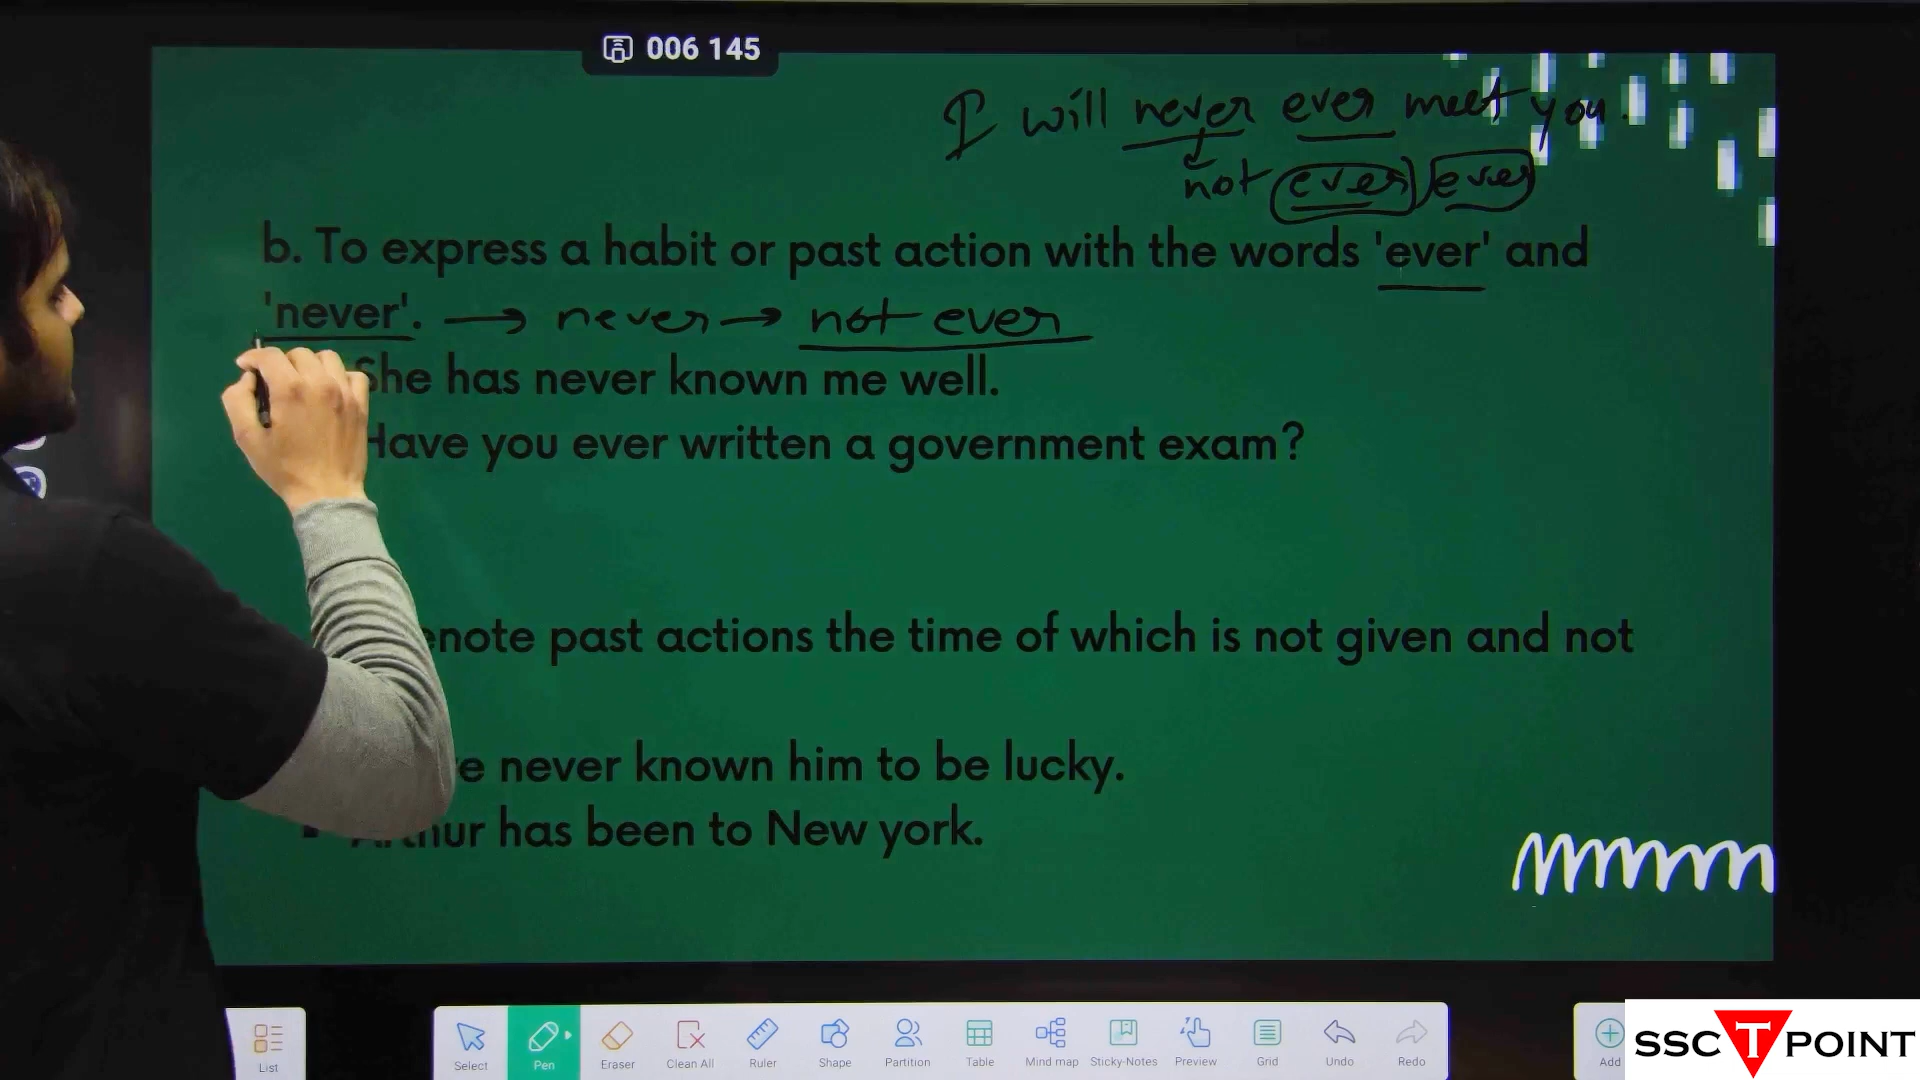 006 145
I will never ever meet you.
not ever ever
b. To express a habit or past action with the words 'ever' and
'never'. → never → not ever
She has never known me well.
Have you ever written a government exam?
enote past actions the time of which is not given and not
e never known him to be lucky.
Arthur has been to New york.
List Select Pen Eraser Clean All Ruler Shape Partition Table Mind map Sticky-Notes Preview Grid Undo Redo Add
SSC T POINT